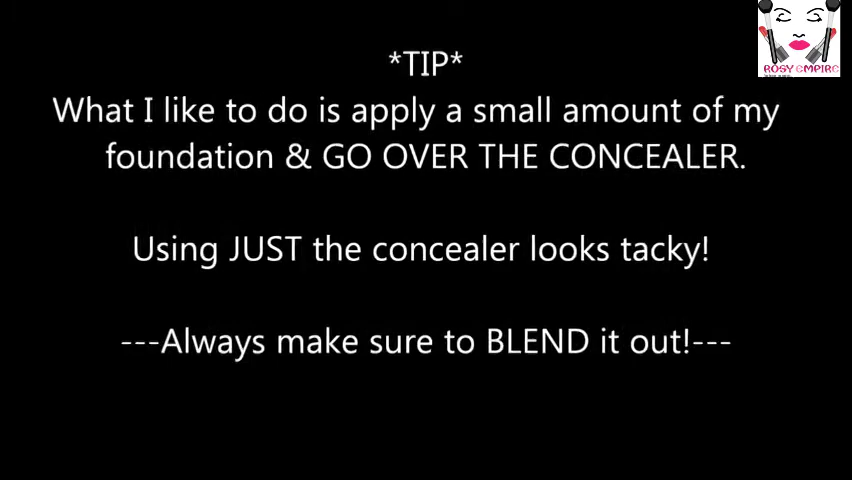 ROSY EMPIRE
*TIP*
What I like to do is apply a small amount of my
foundation & GO OVER THE CONCEALER.
Using JUST the concealer looks tacky!
---Always make sure to BLEND it out!---